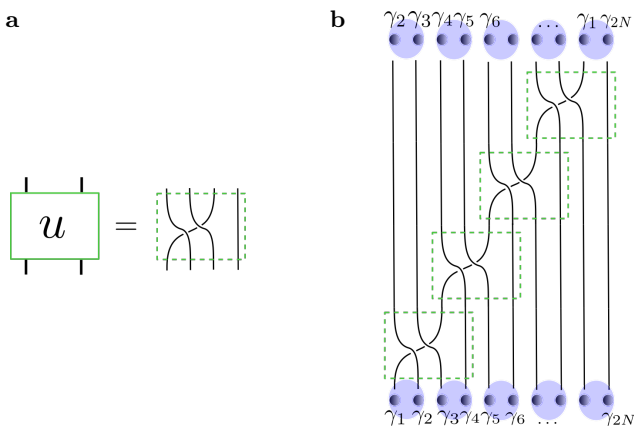 a
b
γ₂ γ₃ γ₄ γ₅ γ₆ ... γ₁ γ₂N
u =
γ₁ γ₂ γ₃ γ₄ γ₅ γ₆ ... γ₂N